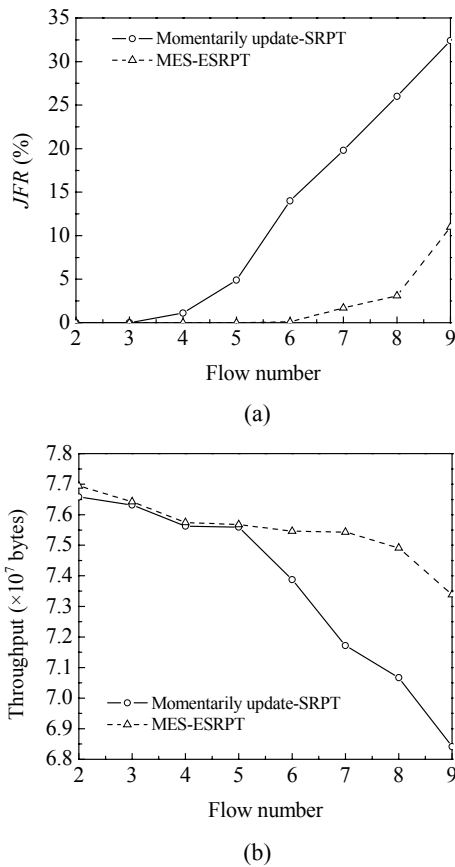 35
30
25
20
15
10
5
0
JFR (%)
Momentarily update-SRPT
MES-ESRPT
2 3 4 5 6 7 8 9
Flow number
(a)
7.8
7.7
7.6
7.5
7.4
7.3
7.2
7.1
7.0
6.9
6.8
Throughput (×10⁷ bytes)
Momentarily update-SRPT
MES-ESRPT
2 3 4 5 6 7 8 9
Flow number
(b)